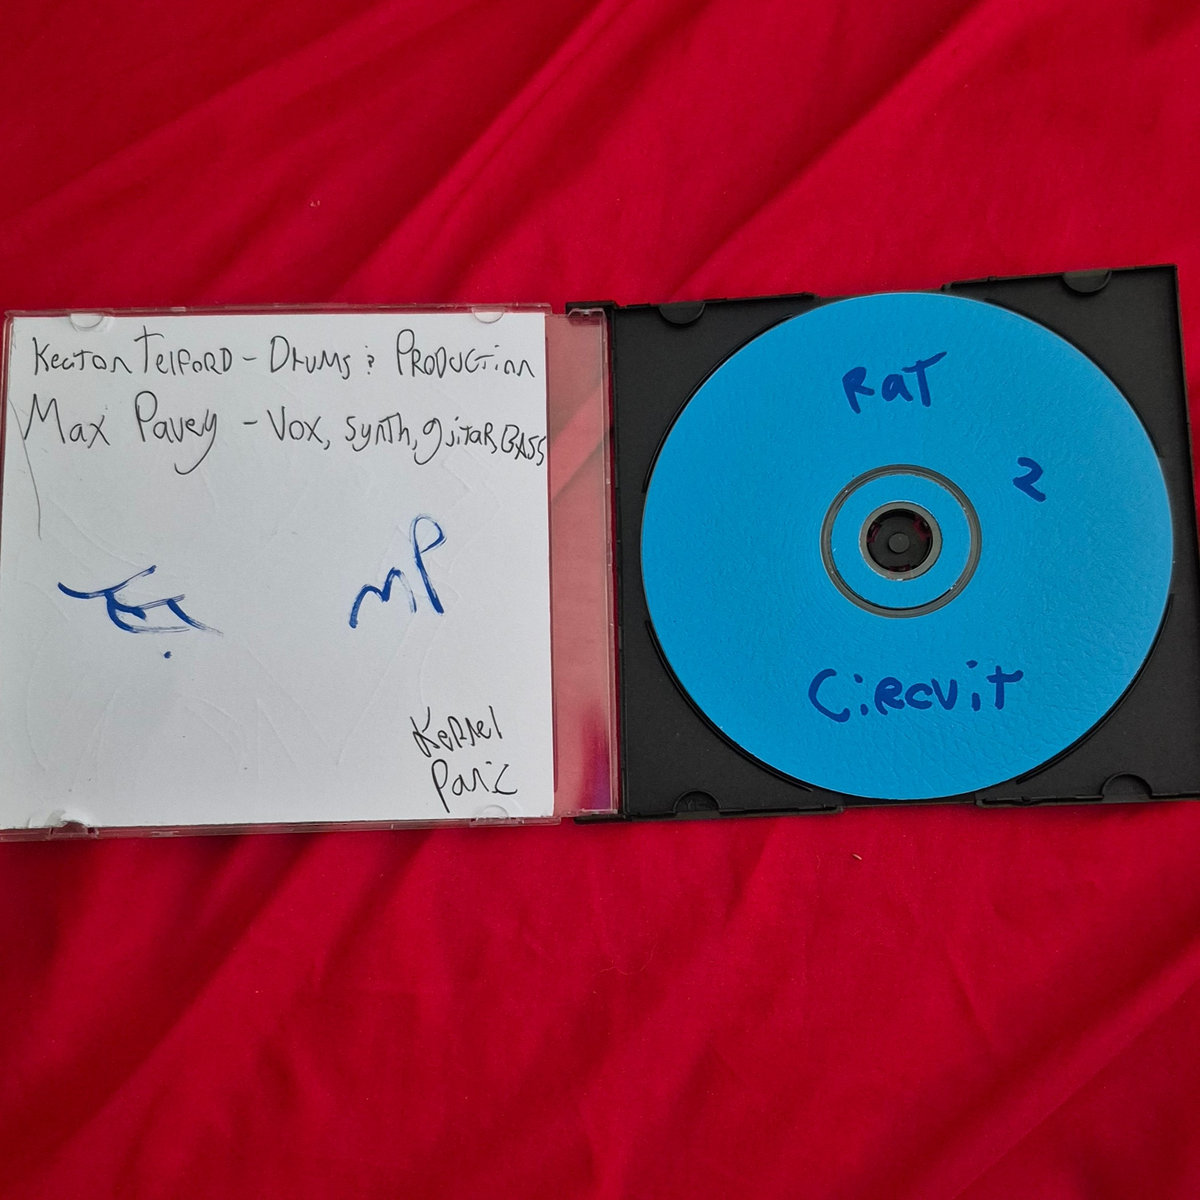 Keaton Telford - Drums & Production
Max Pavey - Vox, synth, guitar, BASS
MP
Kernel
Panic
RaT
2
CiRcuiT